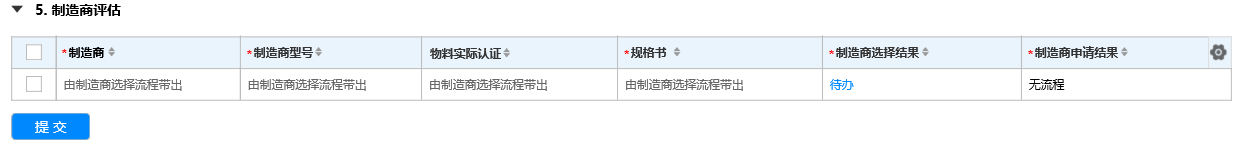 5. 制造商评估
*制造商 *制造商型号 物料实际认证 *规格书 *制造商选择结果 *制造商申请结果
由制造商选择流程带出 由制造商选择流程带出 由制造商选择流程带出 由制造商选择流程带出 待办 无流程
提交